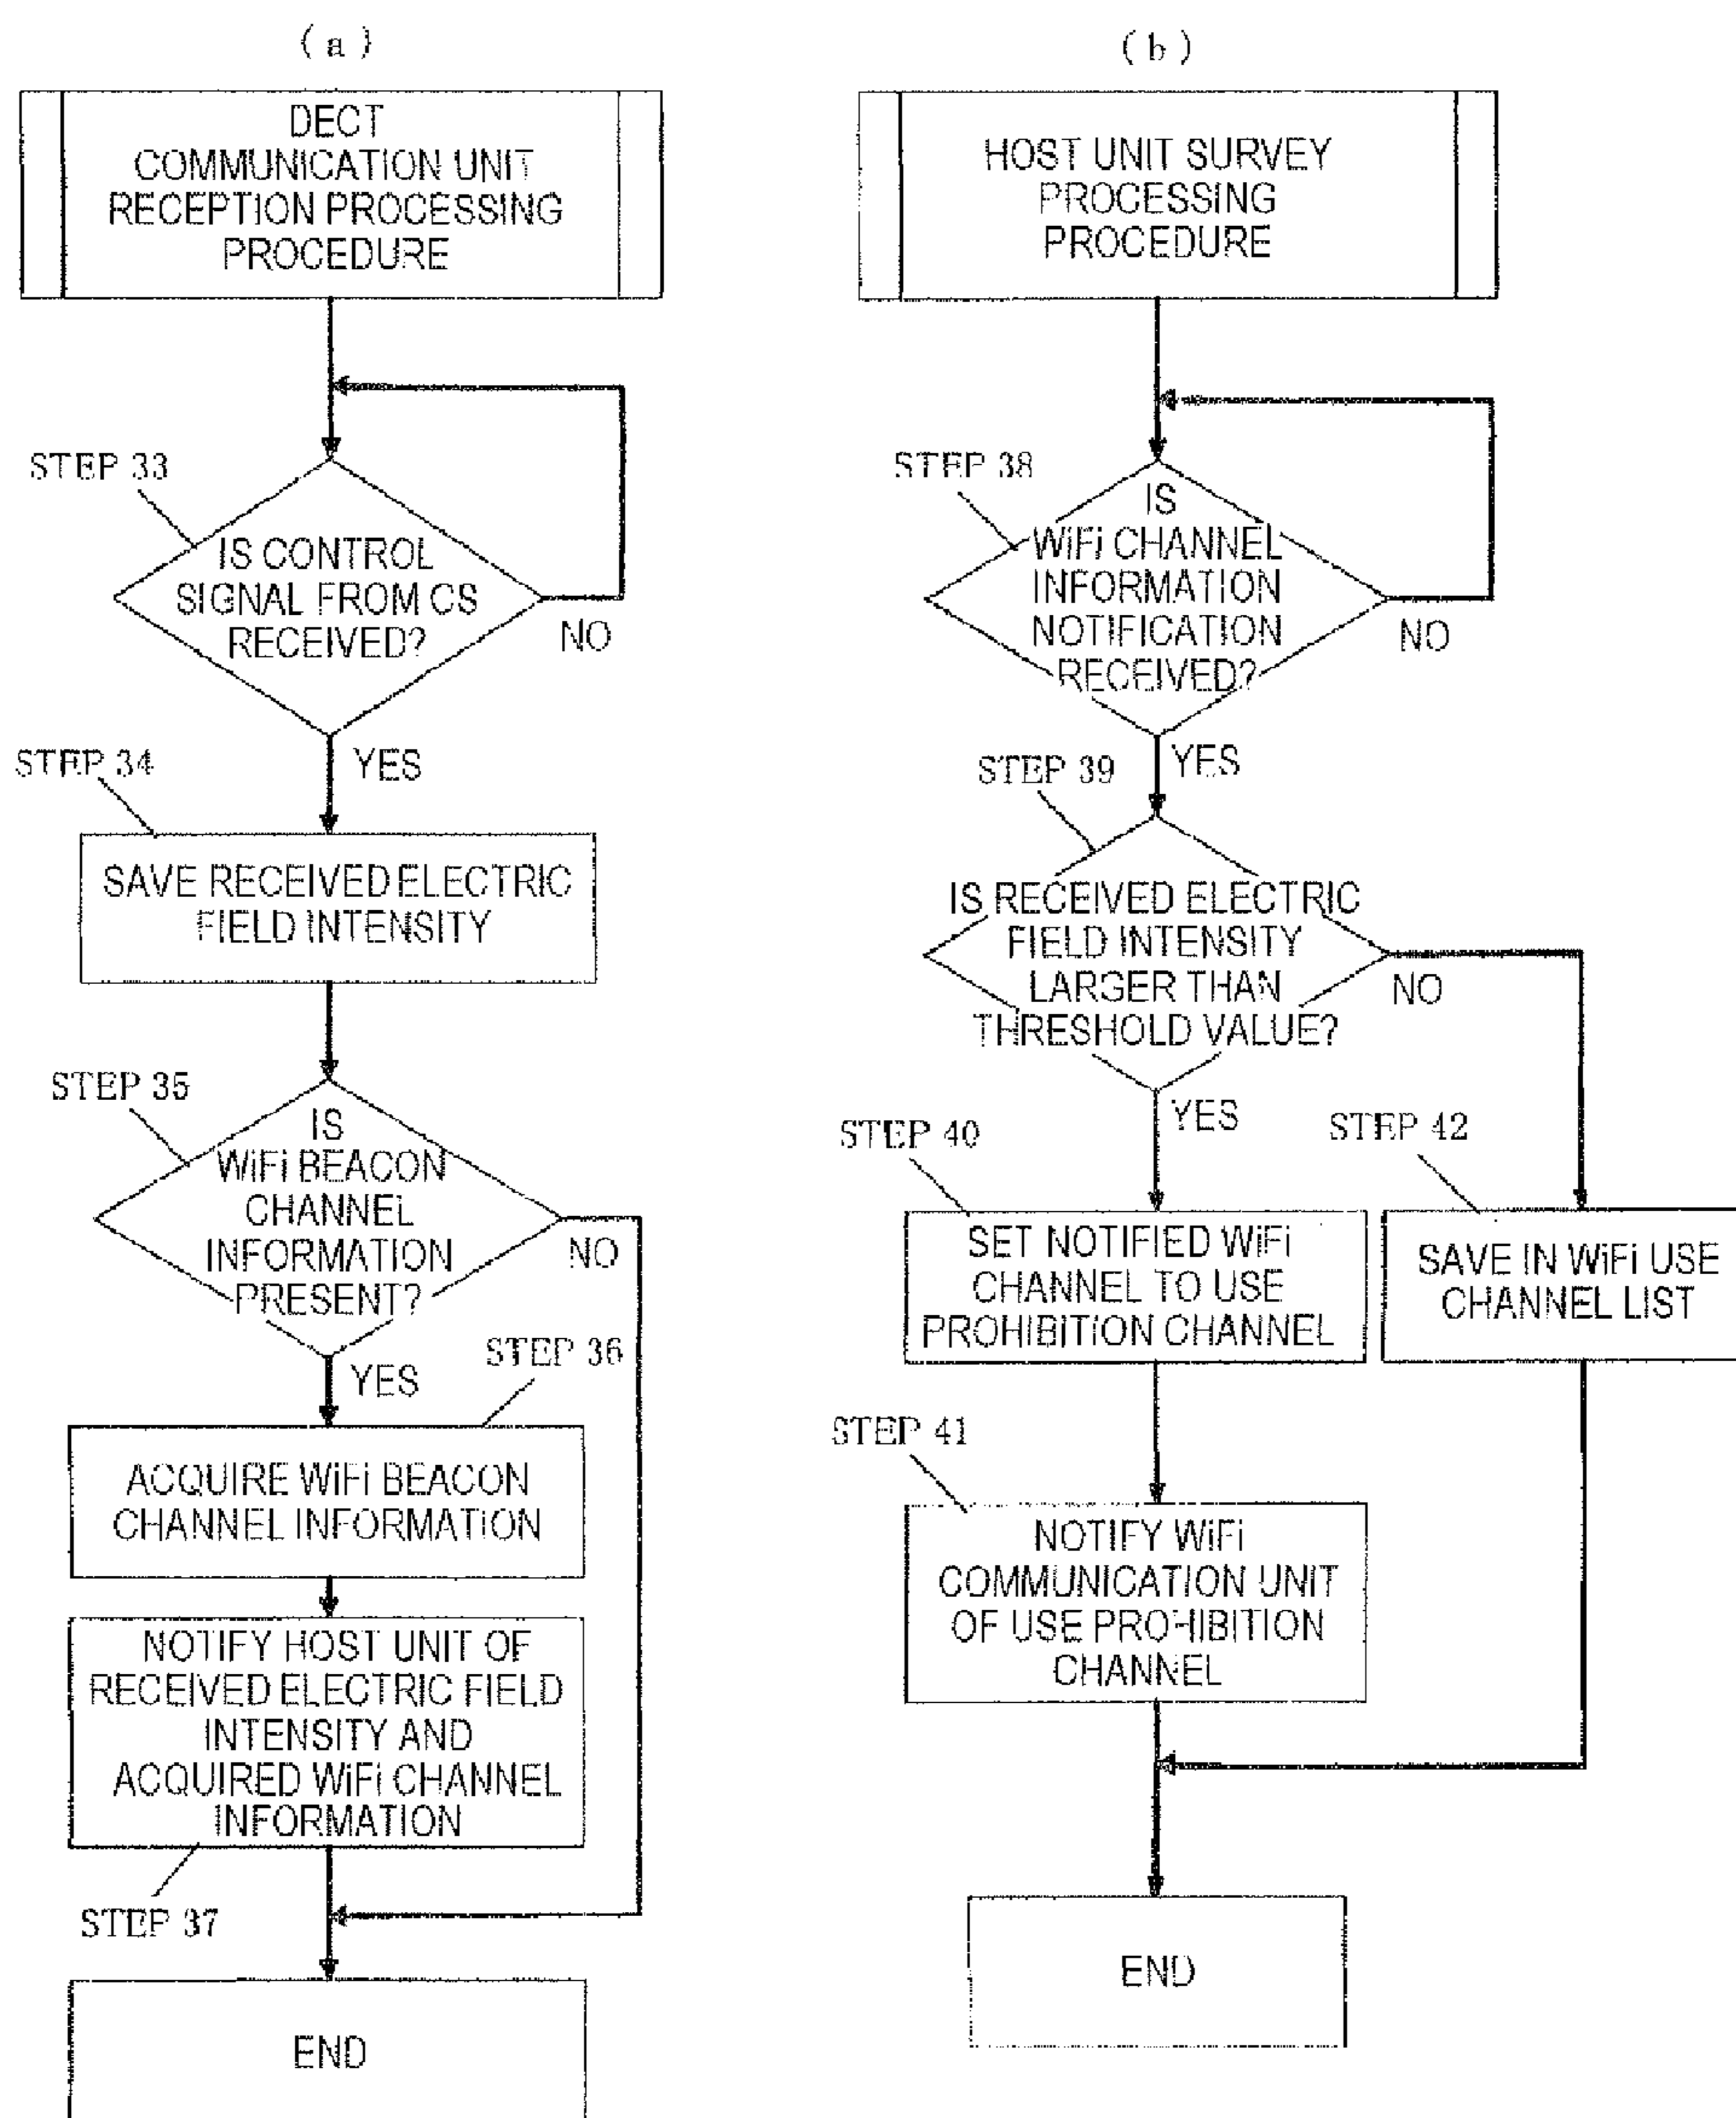 (a)
DECT
COMMUNICATION UNIT
RECEPTION PROCESSING
PROCEDURE
STEP 33
IS CONTROL
SIGNAL FROM CS
RECEIVED?
NO
YES
STEP 34
SAVE RECEIVED ELECTRIC
FIELD INTENSITY
STEP 35
IS
WiFi BEACON
CHANNEL
INFORMATION
PRESENT?
NO
YES
STEP 36
ACQUIRE WiFi BEACON
CHANNEL INFORMATION
NOTIFY HOST UNIT OF
RECEIVED ELECTRIC FIELD
INTENSITY AND
ACQUIRED WiFi CHANNEL
INFORMATION
STEP 37
END
(b)
HOST UNIT SURVEY
PROCESSING
PROCEDURE
STEP 38
IS
WiFi CHANNEL
INFORMATION
NOTIFICATION
RECEIVED?
NO
YES
STEP 39
IS RECEIVED ELECTRIC
FIELD INTENSITY
LARGER THAN
THRESHOLD VALUE?
NO
YES
STEP 40
SET NOTIFIED WiFi
CHANNEL TO USE
PROHIBITION CHANNEL
STEP 42
SAVE IN WiFi USE
CHANNEL LIST
STEP 41
NOTIFY WiFi
COMMUNICATION UNIT
OF USE PROHIBITION
CHANNEL
END